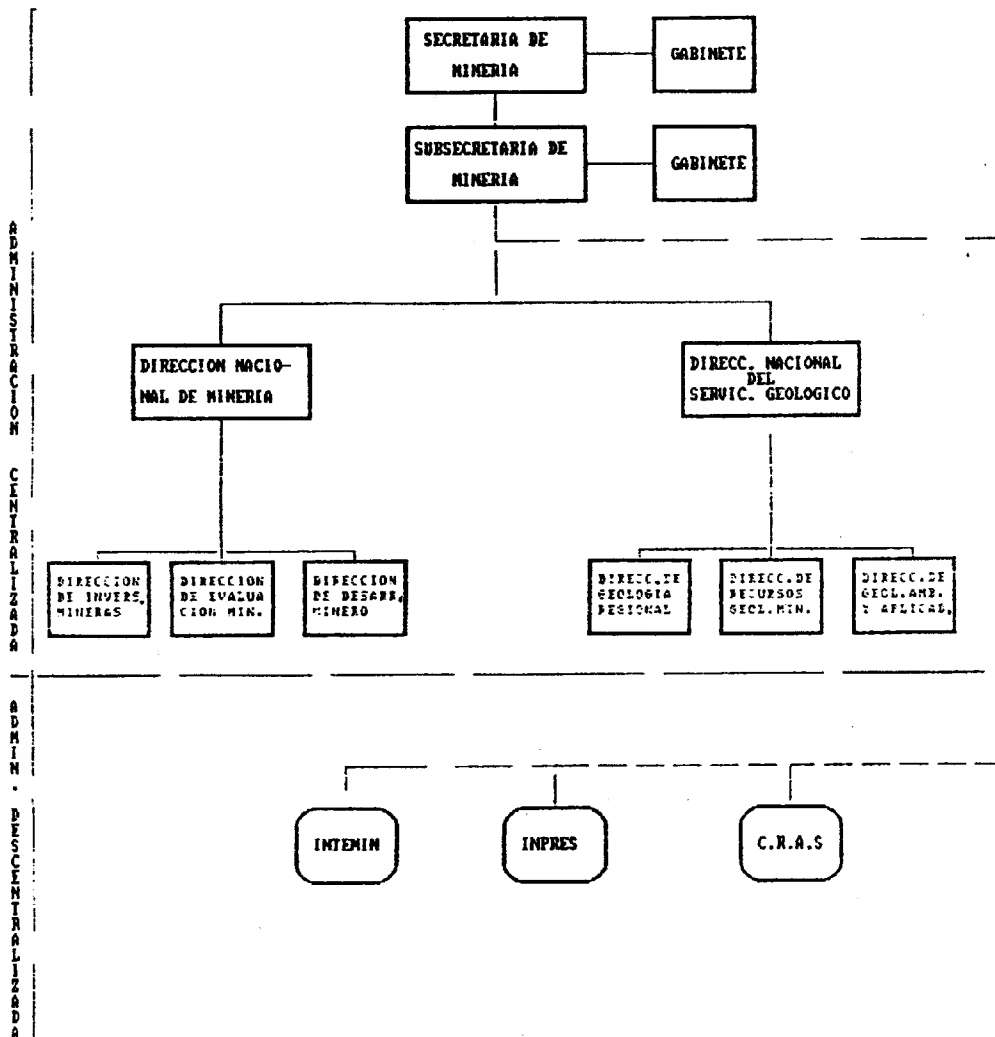 SECRETARIA DE
MINERIA
GABINETE
SUBSECRETARIA DE
MINERIA
GABINETE
ADMINISTRACION CENTRALIZADA
DIRECCION NACIO-
NAL DE MINERIA
DIRECC. NACIONAL
DEL
SERVIC. GEOLOGICO
DIRECCION
DE INVERS.
MINERAS
DIRECCION
DE EVALUA
CION MIN.
DIRECCION
DE DESARR.
MINERO
DIRECC.DE
GEOLOGIA
REGIONAL
DIRECC.DE
RECURSOS
GEOL.MIN.
DIRECC.DE
GEOL.AMB.
Y APLICAD.
ADMIN. DESCENTRALIZADA
INTEMIN
INPRES
C.R.A.S